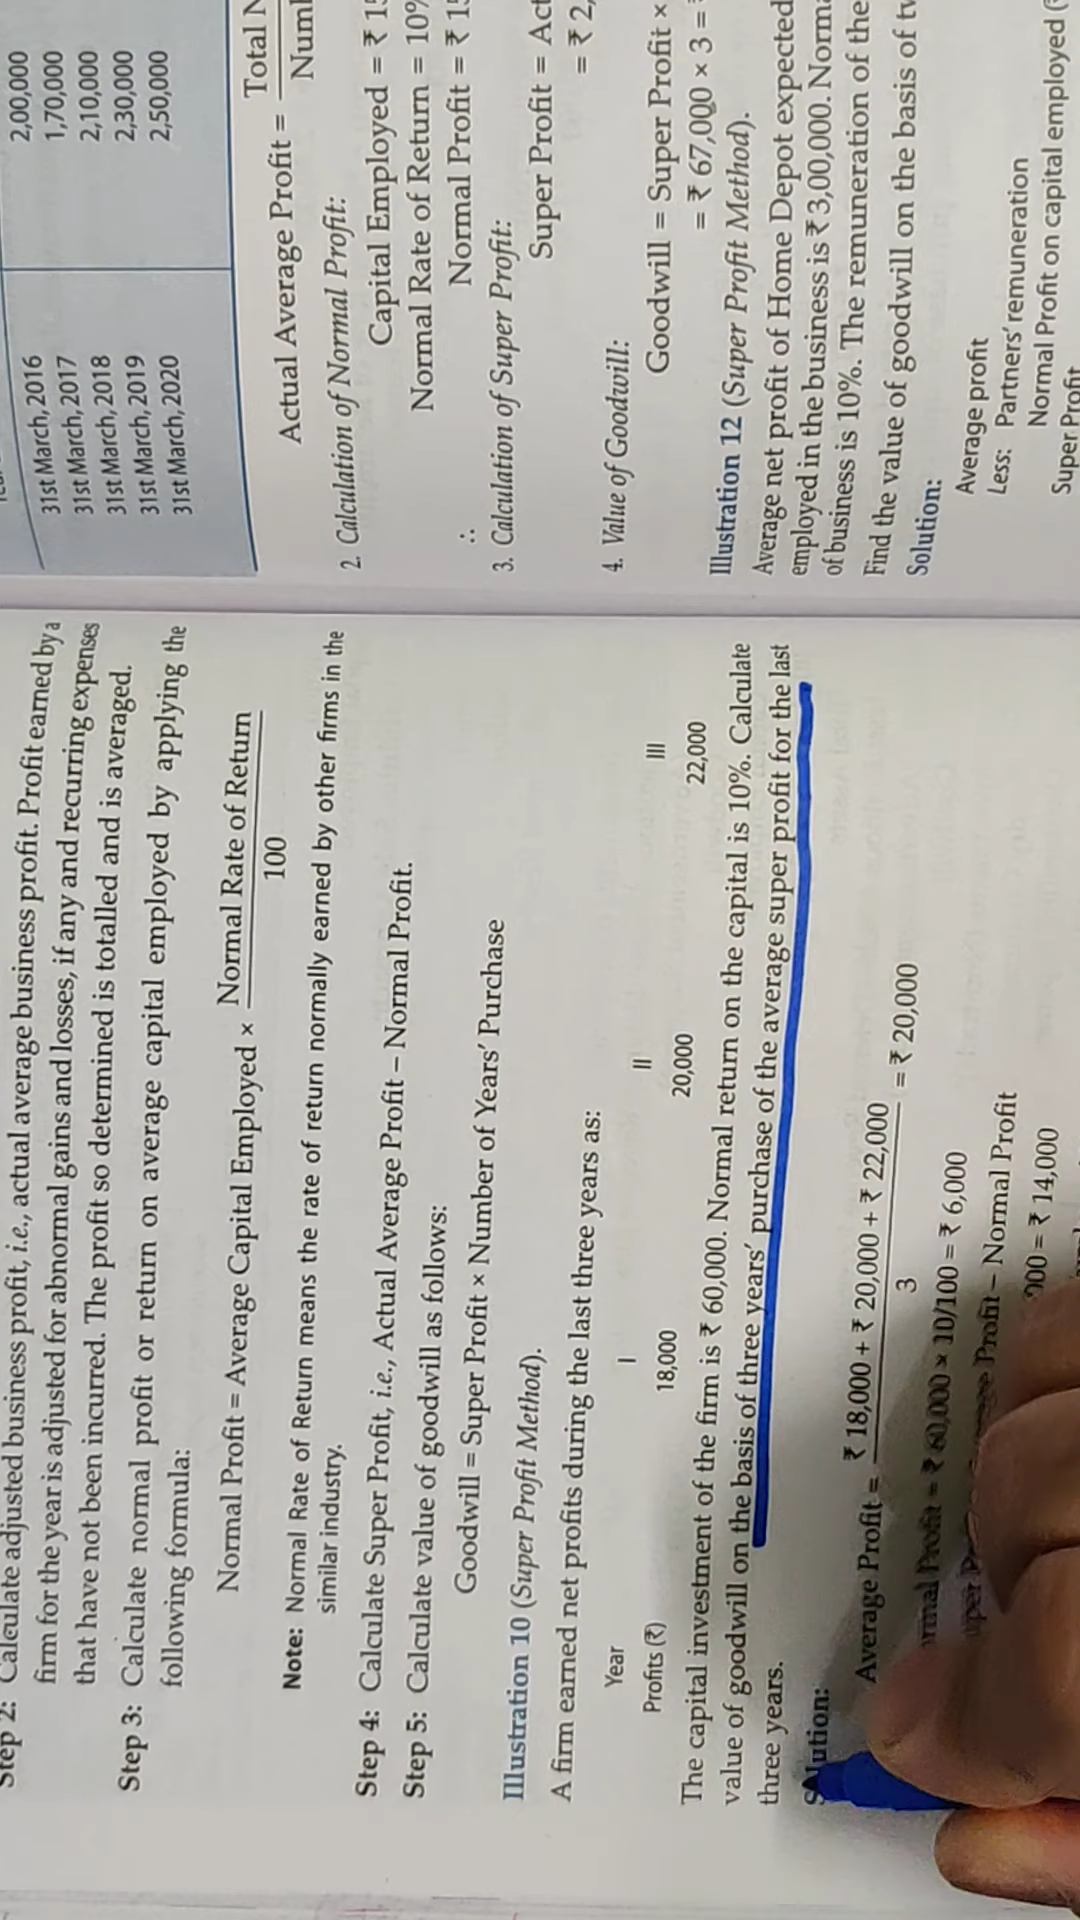 Step 2: Calculate adjusted business profit, i.e., actual average business profit. Profit earned by a
firm for the year is adjusted for abnormal gains and losses, if any and recurring expenses
that have not been incurred. The profit so determined is totalled and is averaged.
Step 3: Calculate normal profit or return on average capital employed by applying the
following formula:
Normal Profit = Average Capital Employed × Normal Rate of Return
100
Note: Normal Rate of Return means the rate of return normally earned by other firms in the
similar industry.
Step 4: Calculate Super Profit, i.e., Actual Average Profit – Normal Profit.
Step 5: Calculate value of goodwill as follows:
Goodwill = Super Profit × Number of Years' Purchase
Illustration 10 (Super Profit Method).
A firm earned net profits during the last three years as:
Year I II III
Profits (₹) 18,000 20,000 22,000
The capital investment of the firm is ₹ 60,000. Normal return on the capital is 10%. Calculate
value of goodwill on the basis of three years' purchase of the average super profit for the last
three years.
Solution:
Average Profit = ₹ 18,000 + ₹ 20,000 + ₹ 22,000 = ₹ 20,000
3
Profit = ₹ 60,000 × 10/100 = ₹ 6,000
Profit – Normal Profit
= ₹ 14,000
2,00,000
31st March, 2016 1,70,000
31st March, 2017 2,10,000
31st March, 2018 2,30,000
31st March, 2019 2,50,000
31st March, 2020
Actual Average Profit = Total
2. Calculation of Normal Profit:
Capital Employed = ₹
Normal Rate of Return = 10%
∴ Normal Profit = ₹
3. Calculation of Super Profit:
Super Profit =
= ₹ 2,
4. Value of Goodwill:
Goodwill = Super Profit ×
= ₹ 67,000 × 3 =
Illustration 12 (Super Profit Method).
Average net profit of Home Depot expected
employed in the business is ₹ 3,00,000.
of business is 10%. The remuneration of the
Find the value of goodwill on the basis of
Solution:
Average profit
Less: Partners' remuneration
Normal Profit on capital employed
Super Profit